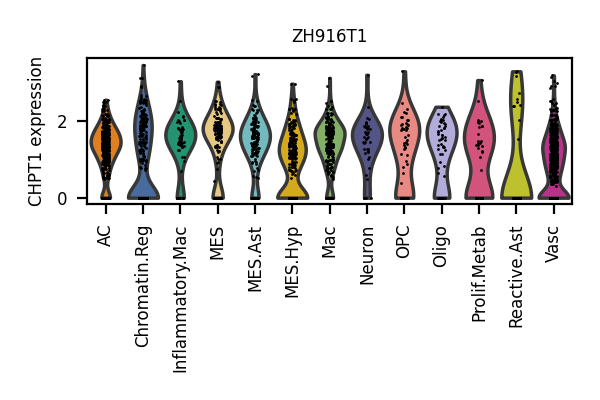 ZH916T1
CHPT1 expression
2
0
AC
Chromatin.Reg
Inflammatory.Mac
MES
MES.Ast
MES.Hyp
Mac
Neuron
OPC
Oligo
Prolif.Metab
Reactive.Ast
Vasc